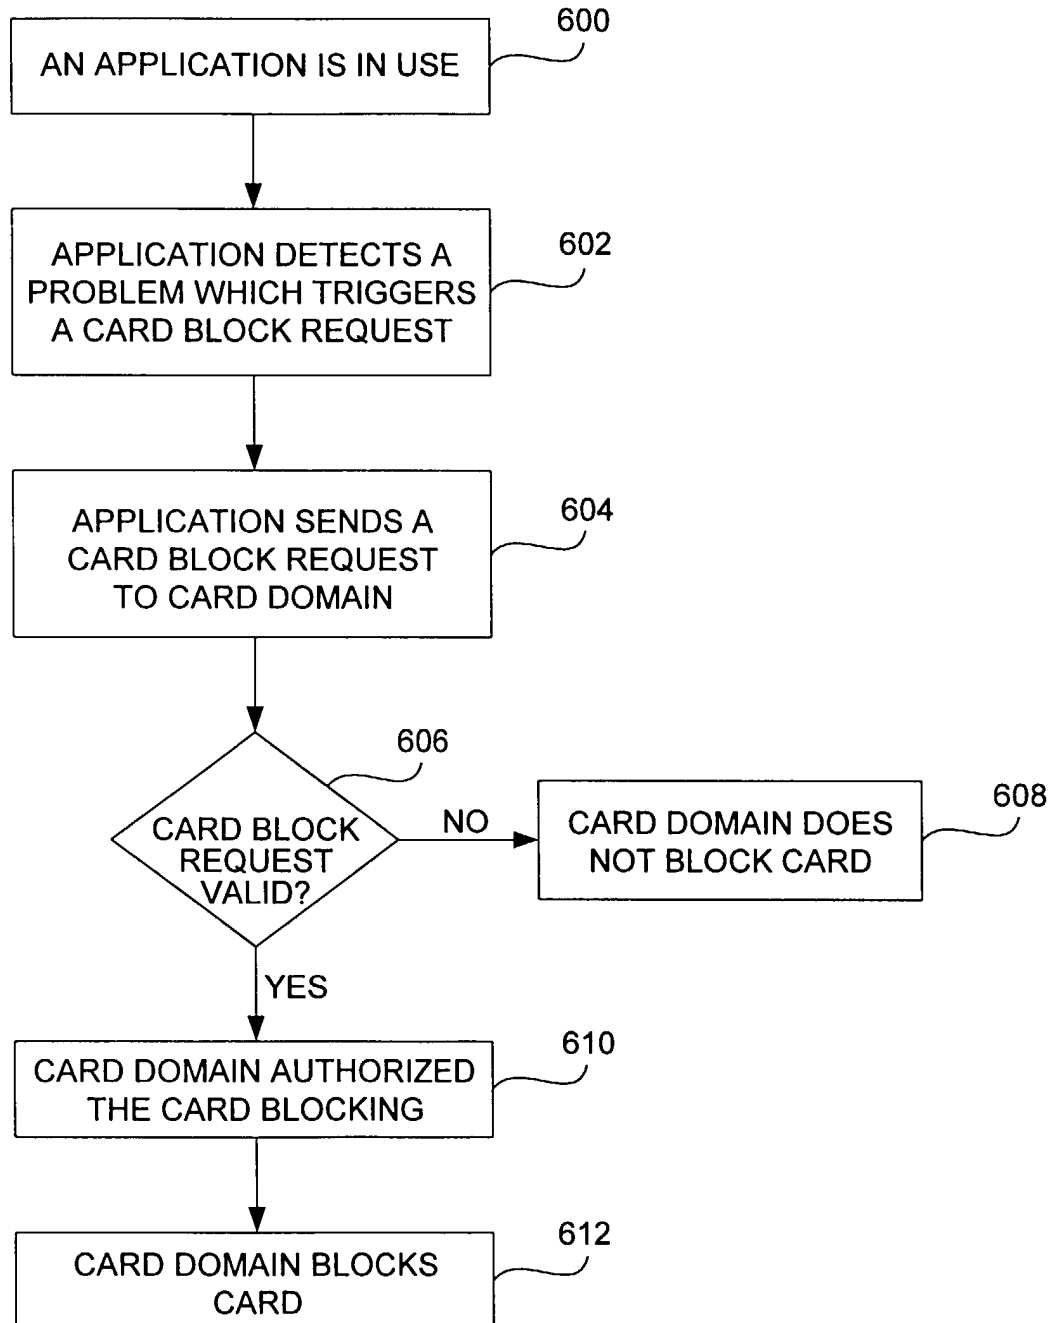 600
AN APPLICATION IS IN USE
602
APPLICATION DETECTS A
PROBLEM WHICH TRIGGERS
A CARD BLOCK REQUEST
604
APPLICATION SENDS A
CARD BLOCK REQUEST
TO CARD DOMAIN
606
CARD BLOCK
REQUEST
VALID?
NO
608
CARD DOMAIN DOES
NOT BLOCK CARD
YES
610
CARD DOMAIN AUTHORIZED
THE CARD BLOCKING
612
CARD DOMAIN BLOCKS
CARD